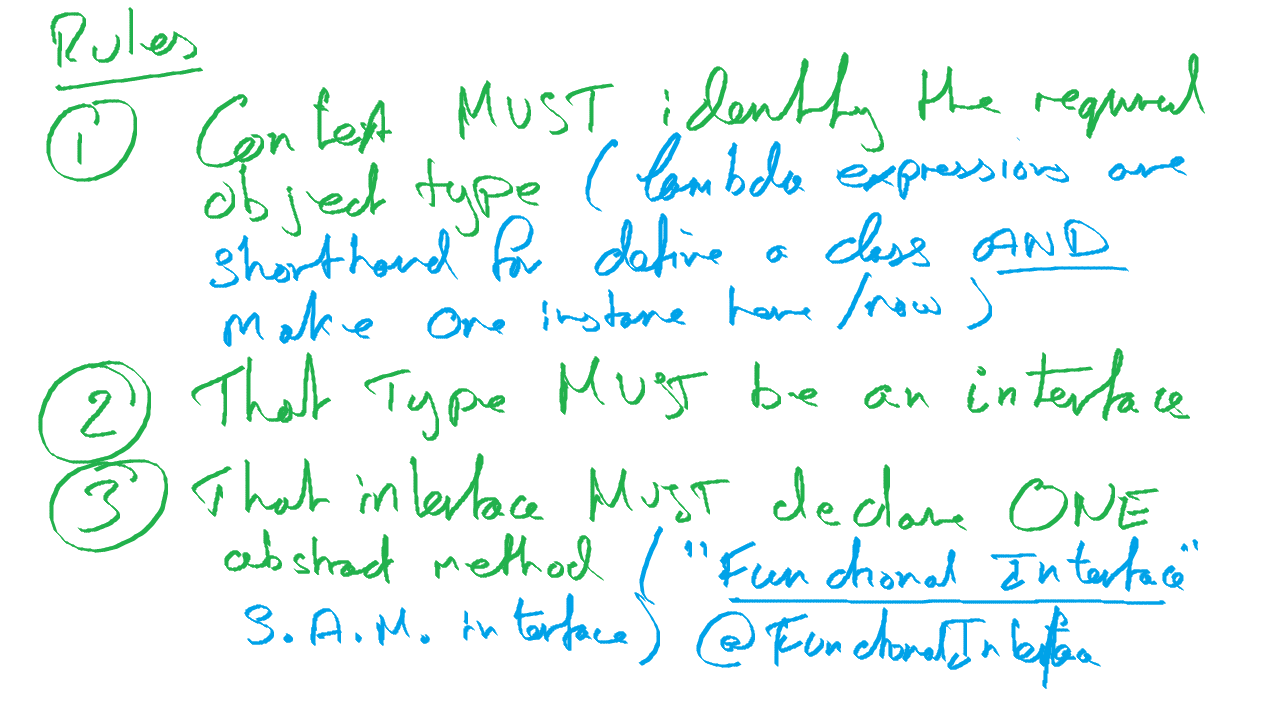 Rules
① Context MUST identify the required
object type (lambda expressions are
shorthand for define a class AND
make one instance here/now)
② That Type MUST be an interface
③ That interface MUST declare ONE
abstract method ("Functional Interface"
S.A.M. interface) @FunctionalInterface